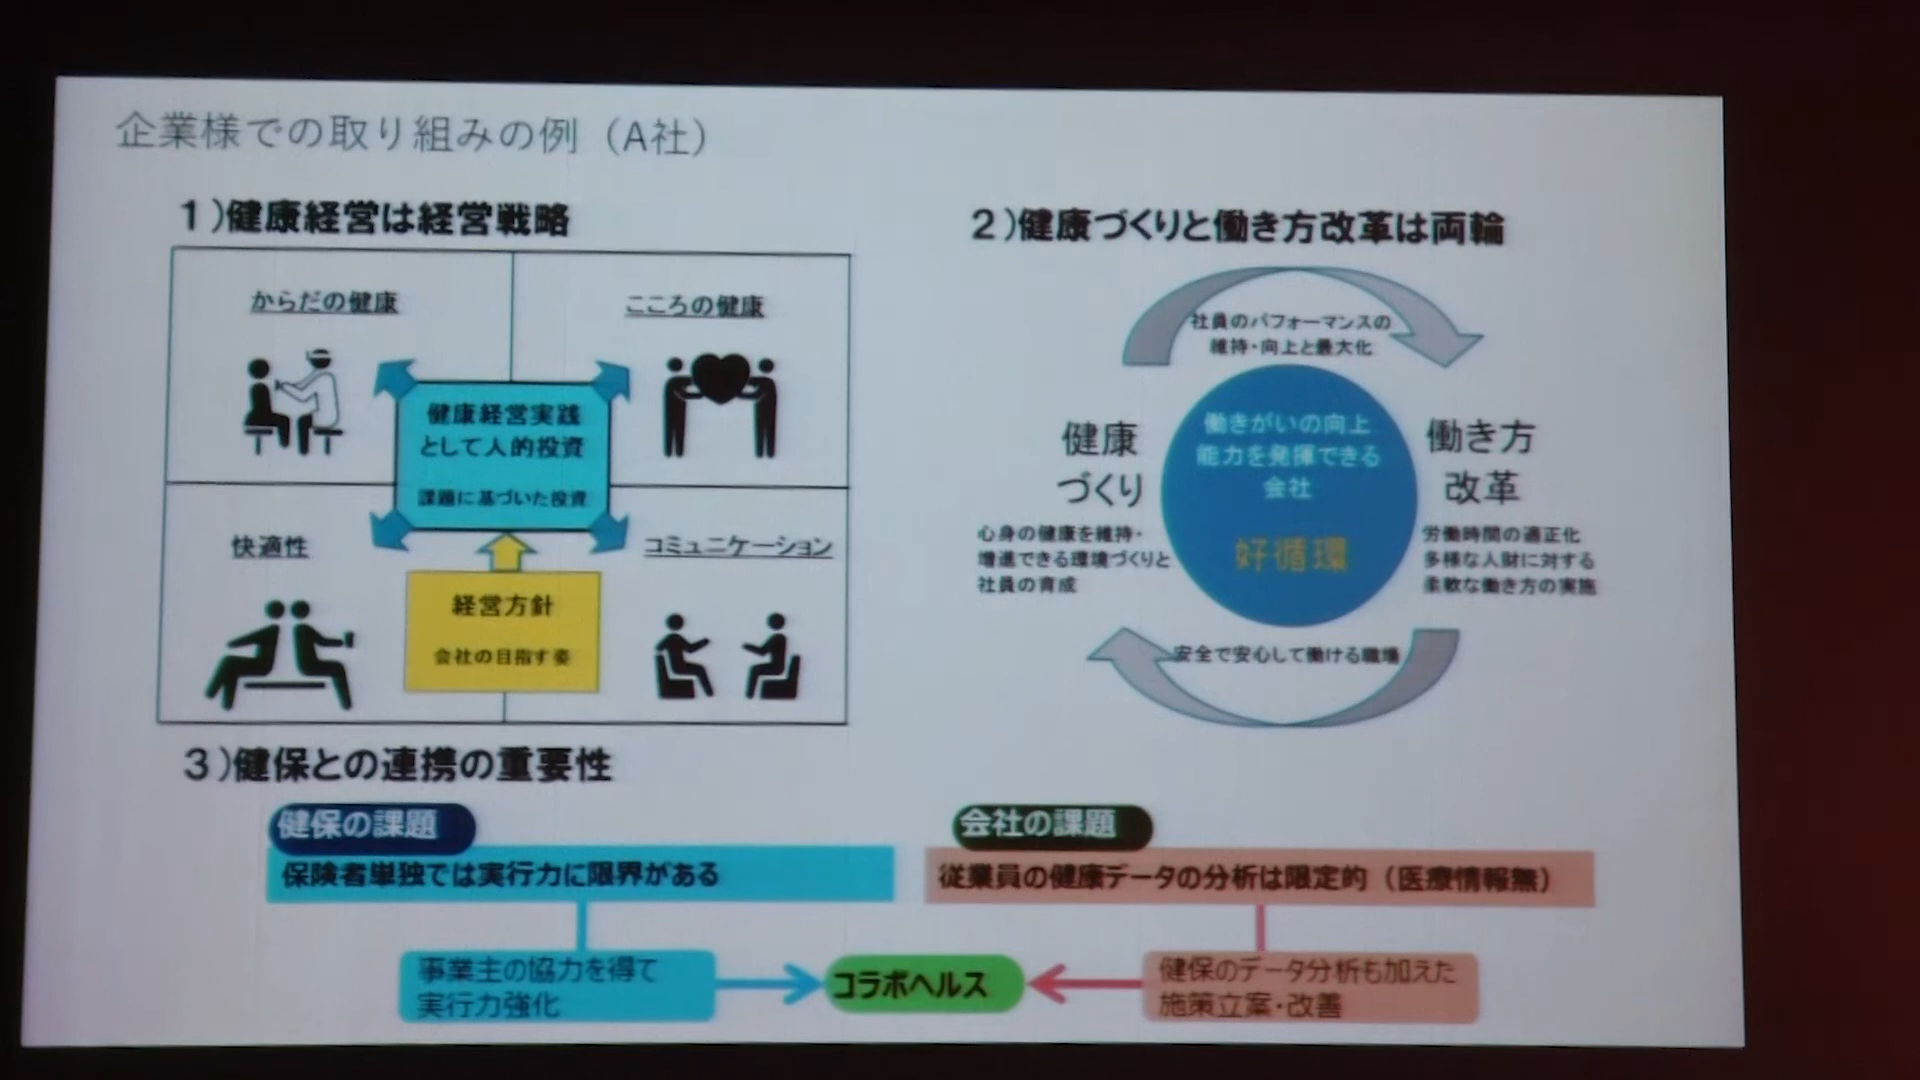 企業様での取り組みの例（A社）
1）健康経営は経営戦略
からだの健康
こころの健康
健康経営実践
として人的投資
課題に基づいた投資
快適性
コミュニケーション
経営方針
会社の目指す姿
2）健康づくりと働き方改革は両輪
社員のパフォーマンスの
維持・向上と最大化
健康
づくり
心身の健康を維持・
増進できる環境づくりと
社員の育成
働きがいの向上
能力を発揮できる
会社
好循環
働き方
改革
労働時間の適正化
多様な人財に対する
柔軟な働き方の実施
安全で安心して働ける職場
3）健保との連携の重要性
健保の課題
保険者単独では実行力に限界がある
事業主の協力を得て
実行力強化
コラボヘルス
会社の課題
従業員の健康データの分析は限定的（医療情報無）
健保のデータ分析も加えた
施策立案・改善